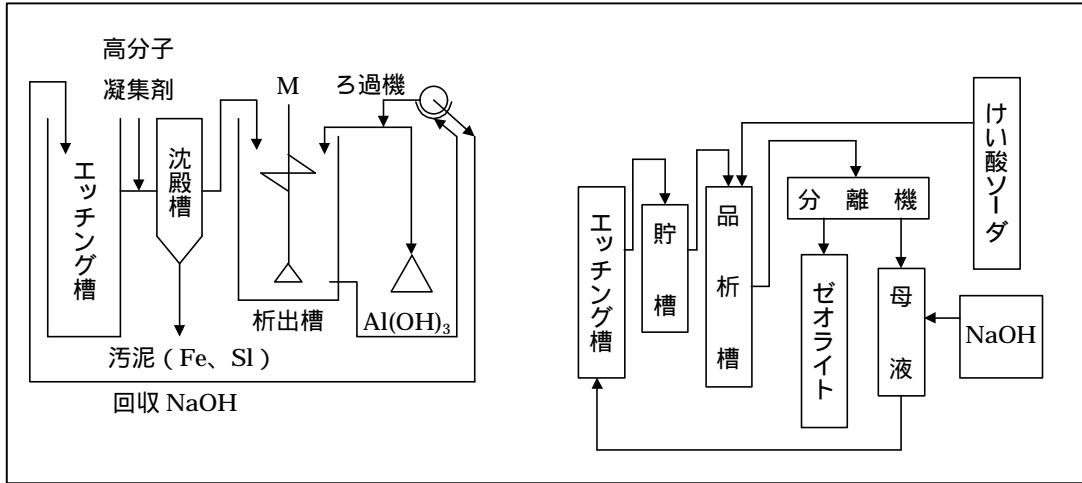 高分子
凝集剤
M
ろ過機
エッチング槽
沈殿槽
析出槽
Al(OH)₃
汚泥（Fe、Sl）
回収 NaOH
けい酸ソーダ
分離機
エッチング槽
貯槽
品析槽
ゼオライト
母液
NaOH